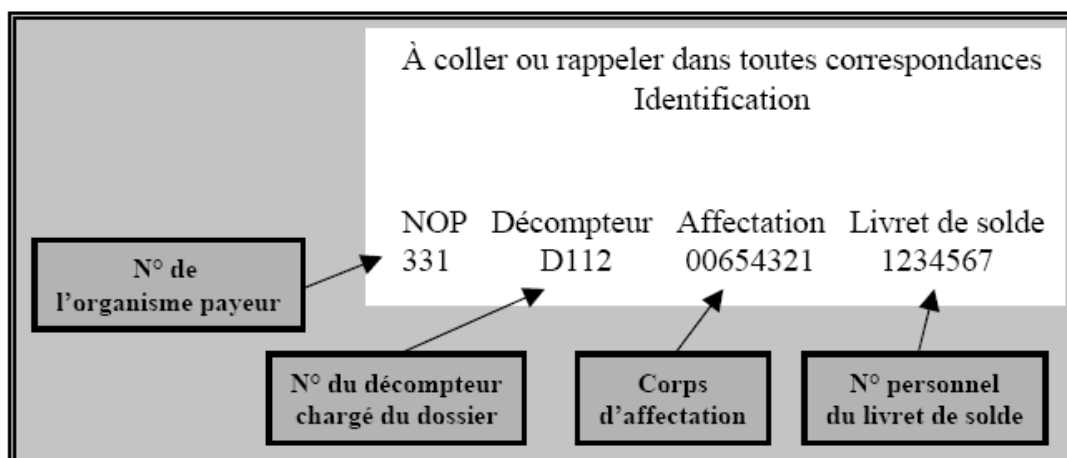 À coller ou rappeler dans toutes correspondances
Identification
NOP Décompteur Affectation Livret de solde
331 D112 00654321 1234567
N° de
l’organisme payeur
N° du décompteur
chargé du dossier
Corps
d’affectation
N° personnel
du livret de solde